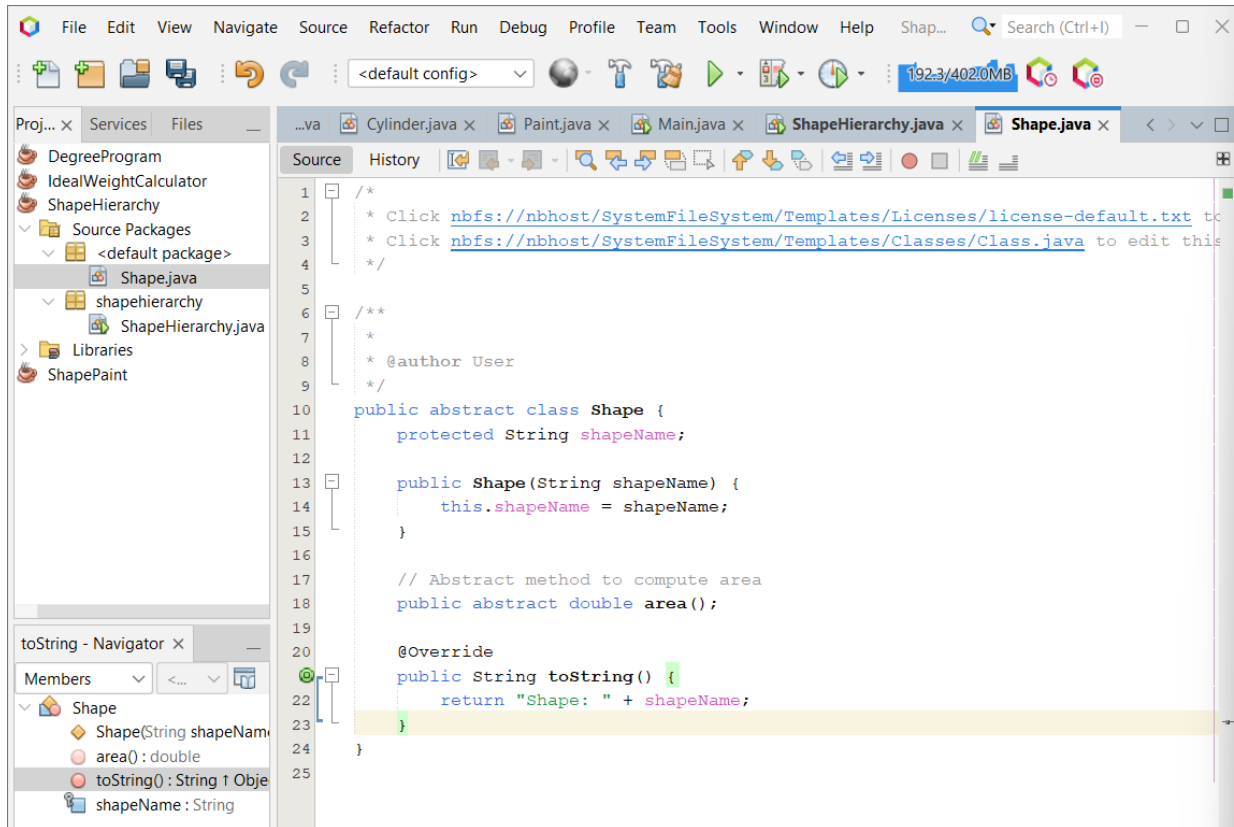 File Edit View Navigate Source Refactor Run Debug Profile Team Tools Window Help Shap... Search (Ctrl+I)
<default config> 192.3/402.0MB
Proj... Services Files
...va Cylinder.java Paint.java Main.java ShapeHierarchy.java Shape.java
Source History
DegreeProgram
IdealWeightCalculator
ShapeHierarchy
Source Packages
<default package>
Shape.java
shapehierarchy
ShapeHierarchy.java
Libraries
ShapePaint
toString - Navigator
Members <...
Shape
Shape(String shapeNam
area() : double
toString() : String ↑ Obje
shapeName : String
1 /*
2 * Click nbfs://nbhost/SystemFileSystem/Templates/Licenses/license-default.txt to
3 * Click nbfs://nbhost/SystemFileSystem/Templates/Classes/Class.java to edit this
4 */
5
6 /**
7 *
8 * @author User
9 */
10 public abstract class Shape {
11 protected String shapeName;
12
13 public Shape(String shapeName) {
14 this.shapeName = shapeName;
15 }
16
17 // Abstract method to compute area
18 public abstract double area();
19
20 @Override
public String toString() {
22 return "Shape: " + shapeName;
23 }
24 }
25